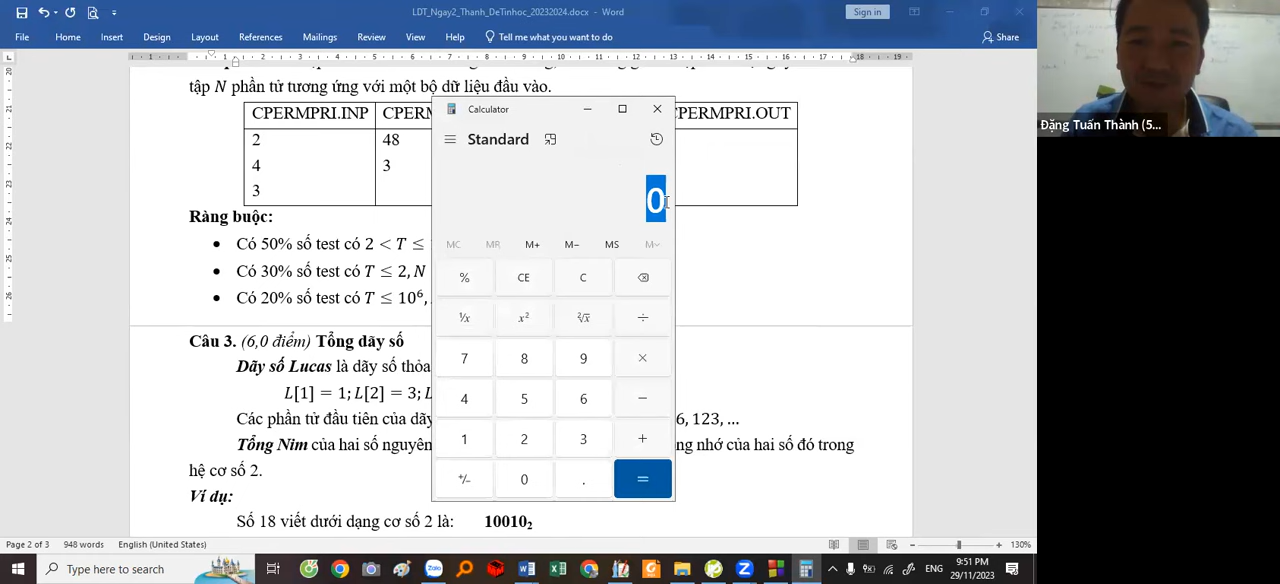 LDT_Ngay2_Thanh_DeTinhoc_20232024.docx - Word
Sign in
File Home Insert Design Layout References Mailings Review View Help Tell me what you want to do Share
tập N phần tử tương ứng với một bộ dữ liệu đầu vào.
CPERMPRI.INP CPERM PERMPRI.OUT
2 48
4 3
3
Ràng buộc:
• Có 50% số test có 2 < T ≤
• Có 30% số test có T ≤ 2, N
• Có 20% số test có T ≤ 10⁶,
Câu 3. (6,0 điểm) Tổng dãy số
Dãy số Lucas là dãy số thỏa
L[1] = 1; L[2] = 3; L
Các phần tử đầu tiên của dãy 6, 123, …
Tổng Nim của hai số nguyên ng nhớ của hai số đó trong
hệ cơ số 2.
Ví dụ:
Số 18 viết dưới dạng cơ số 2 là: 10010₂
Calculator
Standard
0
MC MR M+ M− MS M˅
% CE C
¹/x x² ²√x ÷
7 8 9 ×
4 5 6 −
1 2 3 +
+/− 0 . =
Đặng Tuấn Thành (5...
Page 2 of 3 948 words English (United States) 130%
Type here to search
ENG
9:51 PM
29/11/2023